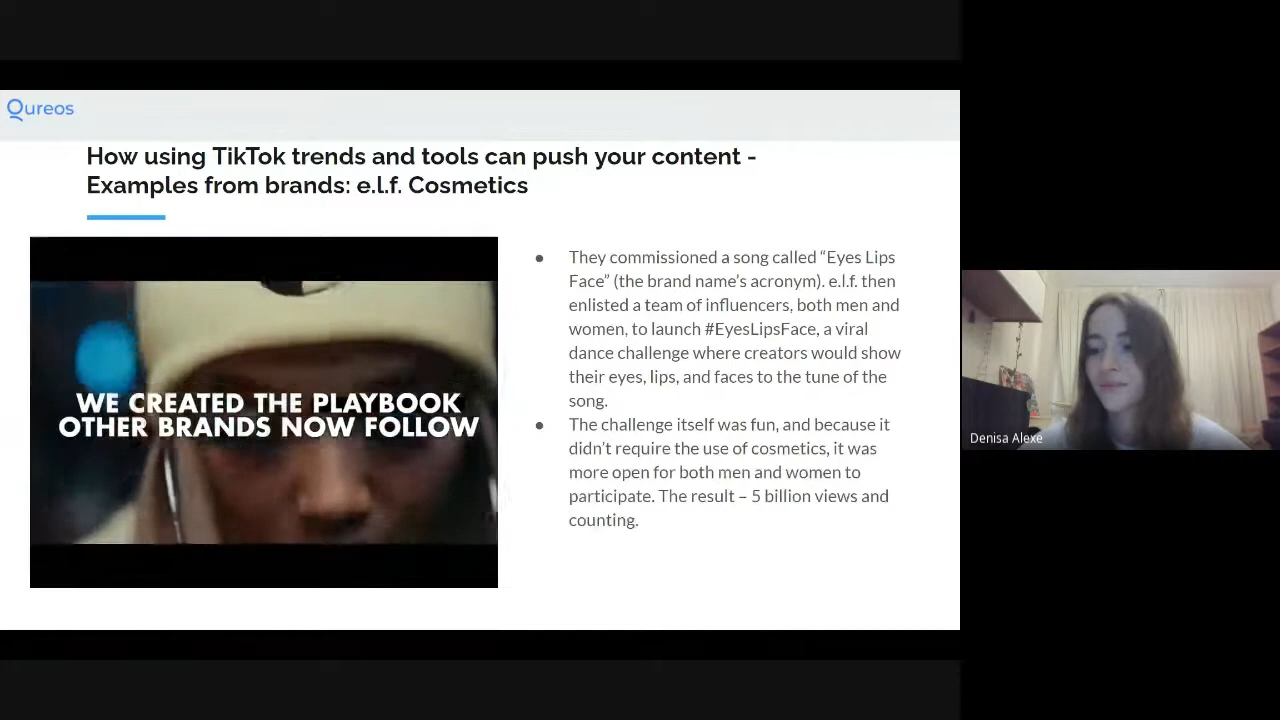 Qureos
How using TikTok trends and tools can push your content -
Examples from brands: e.l.f. Cosmetics
WE CREATED THE PLAYBOOK
OTHER BRANDS NOW FOLLOW
● They commissioned a song called “Eyes Lips
Face” (the brand name’s acronym). e.l.f. then
enlisted a team of influencers, both men and
women, to launch #EyesLipsFace, a viral
dance challenge where creators would show
their eyes, lips, and faces to the tune of the
song.
● The challenge itself was fun, and because it
didn’t require the use of cosmetics, it was
more open for both men and women to
participate. The result – 5 billion views and
counting.
Denisa Alexe